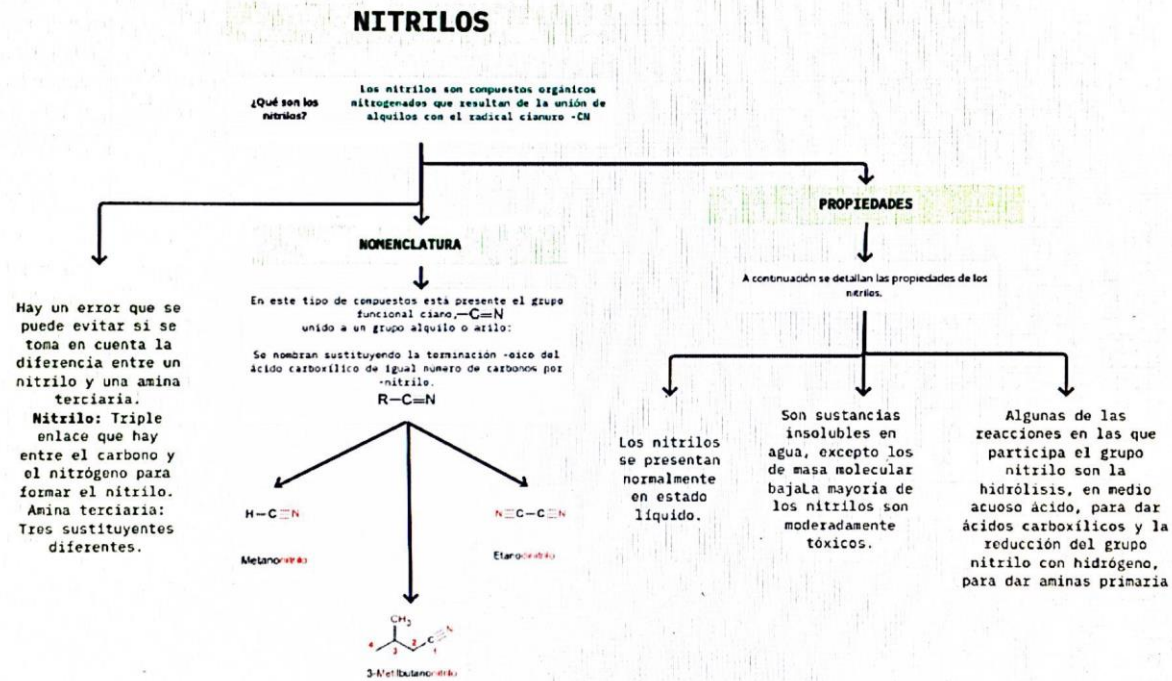 NITRILOS
¿Qué son los
nitrilos?
Los nitrilos son compuestos orgánicos
nitrogenados que resultan de la unión de
alquilos con el radical cianuro -CN
Hay un error que se
puede evitar si se
toma en cuenta la
diferencia entre un
nitrilo y una amina
terciaria.
Nitrilo: Triple
enlace que hay
entre el carbono y
el nitrógeno para
formar el nitrilo.
Amina terciaria:
Tres sustituyentes
diferentes.
NOMENCLATURA
En este tipo de compuestos está presente el grupo
funcional ciano,—C≡N
unido a un grupo alquilo o arilo:
Se nombran sustituyendo la terminación -oico del
ácido carboxílico de igual número de carbonos por
-nitrilo.
R—C≡N
H—C≡N
Metanonitrilo
N≡C—C≡N
Etanodinitrilo
CH3
N
4 3 2 1
3-Metilbutanonitrilo
PROPIEDADES
A continuación se detallan las propiedades de los
nitrilos.
Los nitrilos
se presentan
normalmente
en estado
líquido.
Son sustancias
insolubles en
agua, excepto los
de masa molecular
bajaLa mayoría de
los nitrilos son
moderadamente
tóxicos.
Algunas de las
reacciones en las que
participa el grupo
nitrilo son la
hidrólisis, en medio
acuoso ácido, para dar
ácidos carboxílicos y la
reducción del grupo
nitrilo con hidrógeno,
para dar aminas primaria